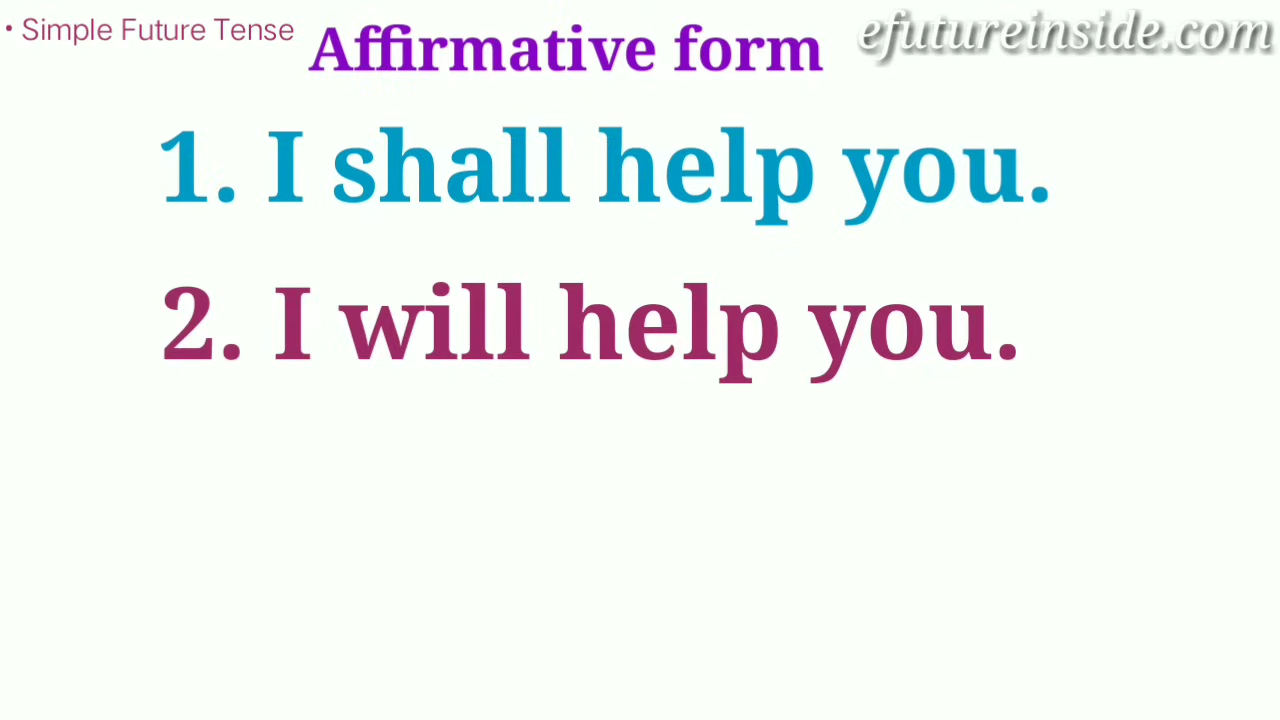 • Simple Future Tense
Affirmative form
efutureinside.com
1. I shall help you.
2. I will help you.